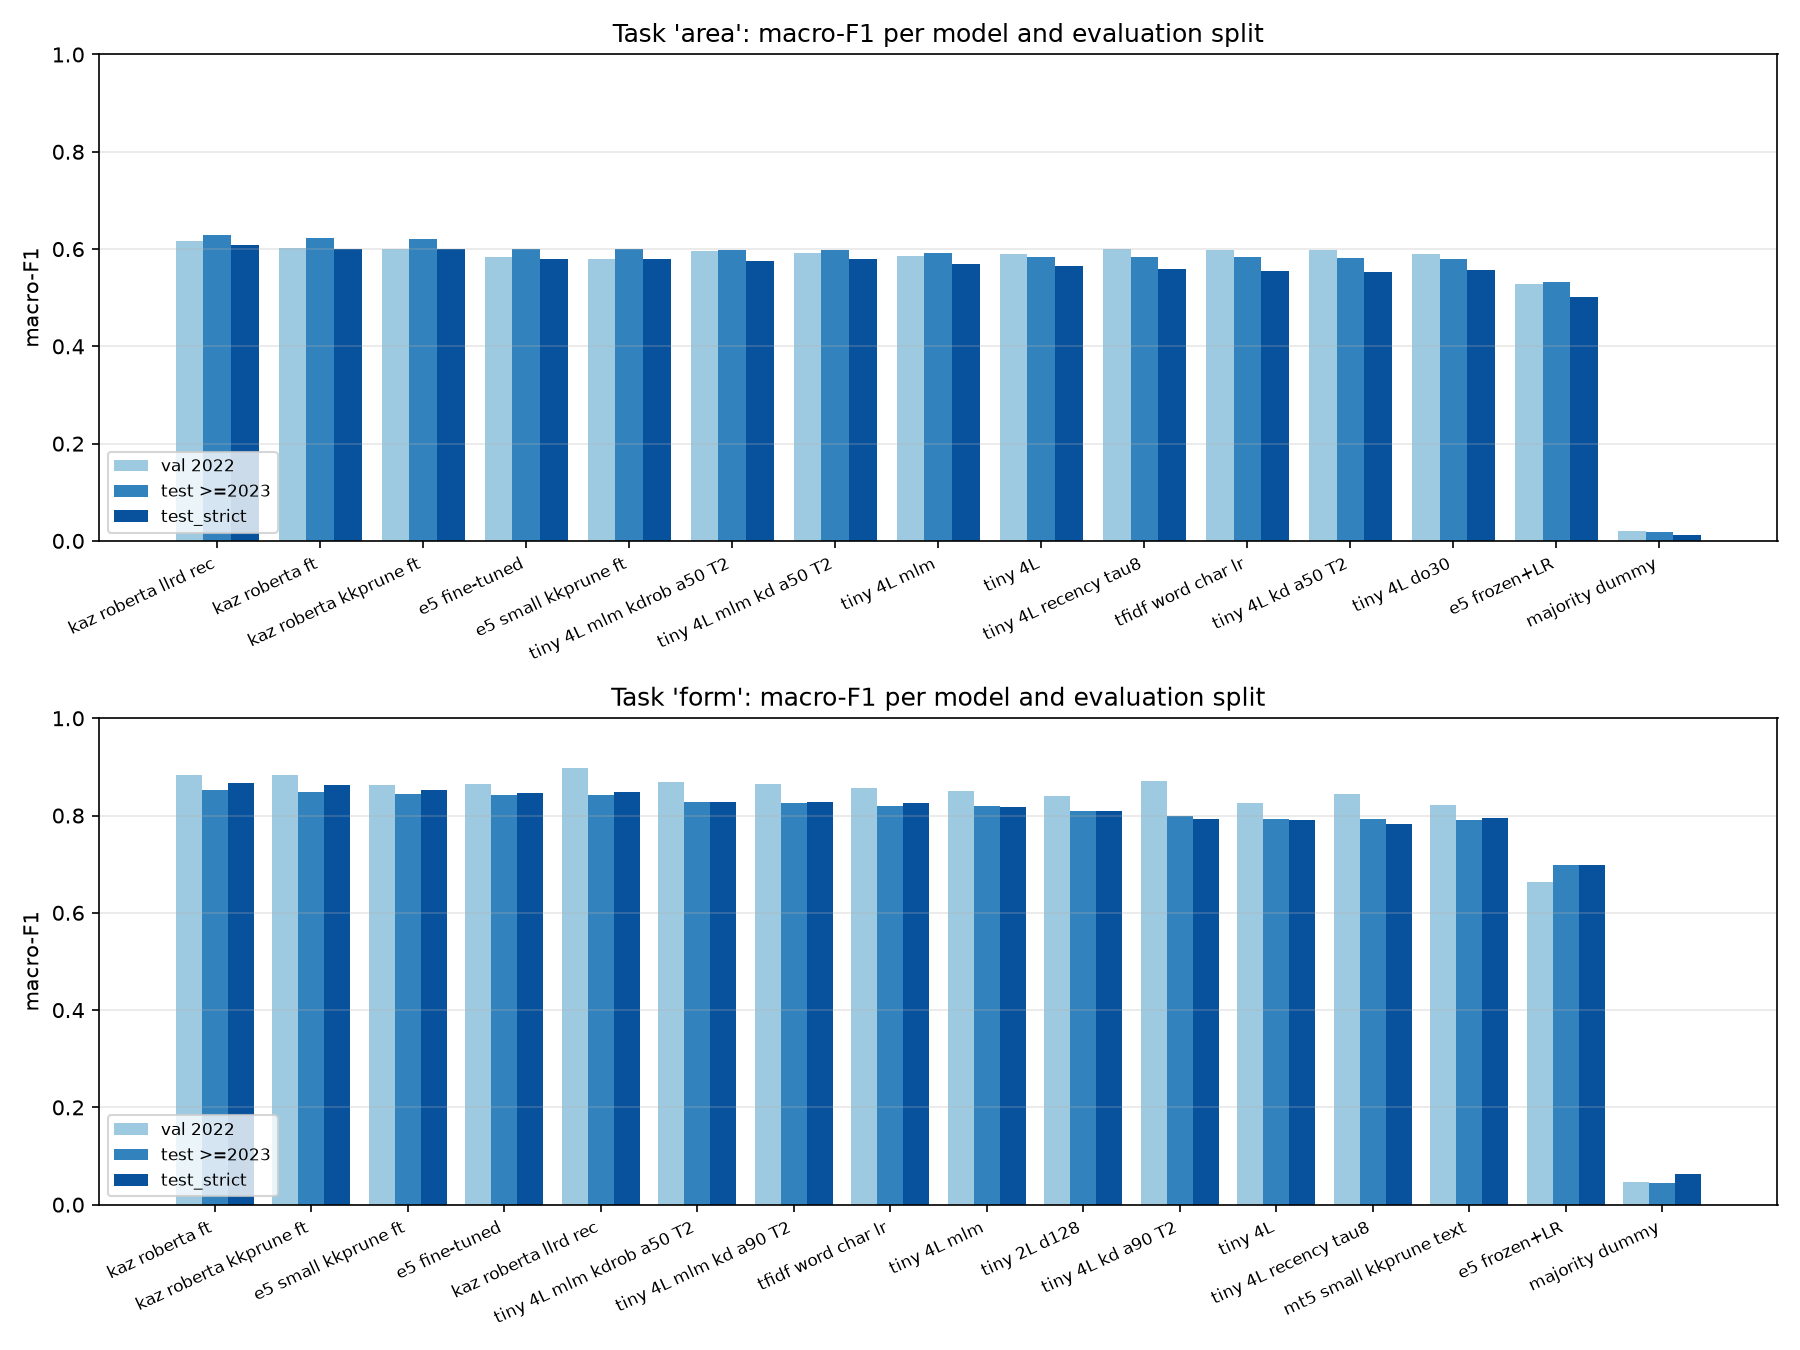 Task 'area': macro-F1 per model and evaluation split
1.0
0.8
0.6
0.4
0.2
0.0
macro-F1
val 2022
test >=2023
test_strict
kaz roberta llrd rec
kaz roberta ft
kaz roberta kkprune ft
e5 fine-tuned
e5 small kkprune ft
tiny 4L mlm kdrob a50 T2
tiny 4L mlm kd a50 T2
tiny 4L mlm
tiny 4L
tiny 4L recency tau8
tfidf word char lr
tiny 4L kd a50 T2
tiny 4L do30
e5 frozen+LR
majority dummy
Task 'form': macro-F1 per model and evaluation split
1.0
0.8
0.6
0.4
0.2
0.0
macro-F1
val 2022
test >=2023
test_strict
kaz roberta ft
kaz roberta kkprune ft
e5 small kkprune ft
e5 fine-tuned
kaz roberta llrd rec
tiny 4L mlm kdrob a50 T2
tiny 4L mlm kd a90 T2
tfidf word char lr
tiny 4L mlm
tiny 2L d128
tiny 4L kd a90 T2
tiny 4L
tiny 4L recency tau8
mt5 small kkprune text
e5 frozen+LR
majority dummy